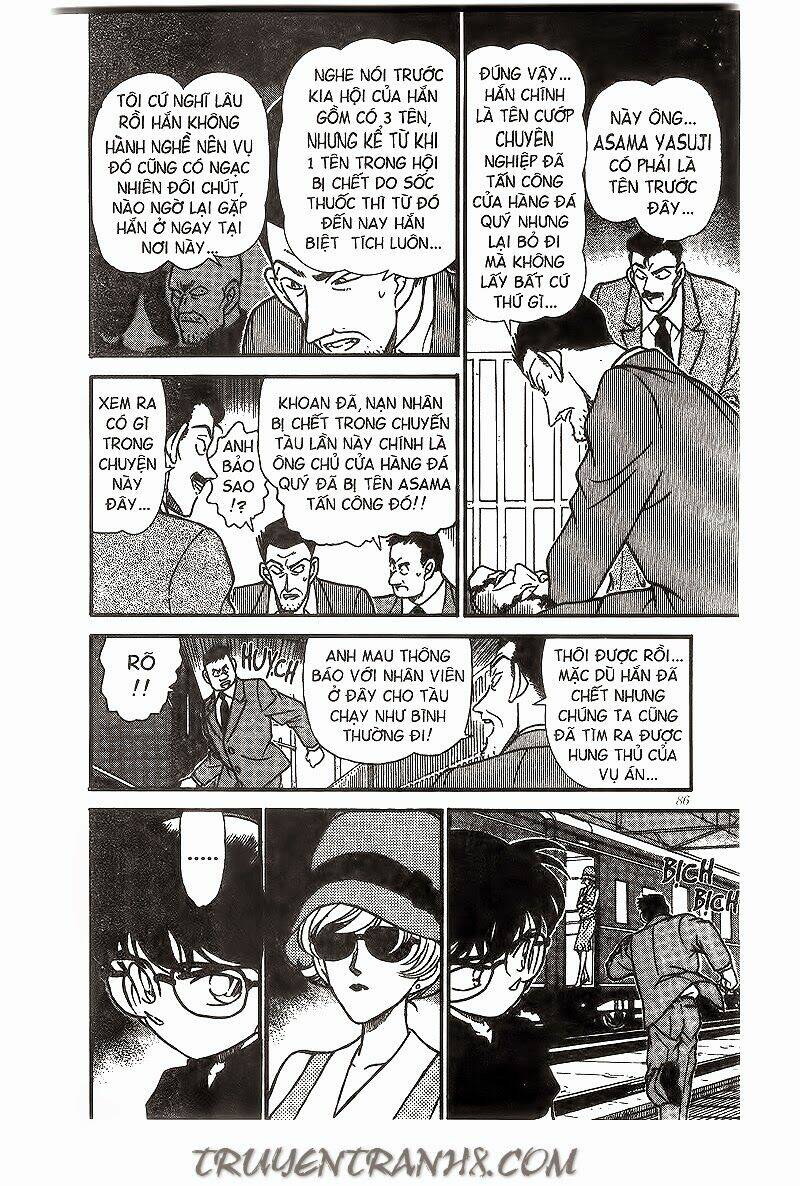 NÀY ÔNG...
ASAMA YASUJI
CÓ PHẢI LÀ
TÊN TRƯỚC
ĐÂY...
ĐÚNG VẬY...
HẮN CHÍNH
LÀ TÊN CƯỚP
CHUYÊN
NGHIỆP ĐÃ
TẤN CÔNG
CỬA HÀNG ĐÁ
QUÝ NHƯNG
LẠI BỎ ĐI
MÀ KHÔNG
LẤY BẤT CỨ
THỨ GÌ...
NGHE NÓI TRƯỚC
KIA HỘI CỦA HẮN
GỒM CÓ 3 TÊN,
NHƯNG KỂ TỪ KHI
1 TÊN TRONG HỘI
BỊ CHẾT DO SỐC
THUỐC THÌ TỪ ĐÓ
ĐẾN NAY HẮN
BIỆT TÍCH LUÔN...
TÔI CỨ NGHĨ LÂU
RỒI HẮN KHÔNG
HÀNH NGHỀ NÊN VỤ
ĐÓ CŨNG CÓ NGẠC
NHIÊN ĐÔI CHÚT,
NÀO NGỜ LẠI GẶP
HẮN Ở NGAY TẠI
NƠI NÀY...
KHOAN ĐÃ, NẠN NHÂN
BỊ CHẾT TRONG CHUYẾN
TÀU LẦN NÀY CHÍNH LÀ
ÔNG CHỦ CỬA HÀNG ĐÁ
QUÝ ĐÃ BỊ TÊN ASAMA
TẤN CÔNG ĐÓ!!
ANH
BẢO
SAO
!?
XEM RA
CÓ GÌ
TRONG
CHUYỆN
NÀY
ĐÂY...
THÔI ĐƯỢC RỒI...
MẶC DÙ HẮN ĐÃ
CHẾT NHƯNG
CHÚNG TA CŨNG
ĐÃ TÌM RA ĐƯỢC
HUNG THỦ CỦA
VỤ ÁN...
ANH MAU THÔNG
BÁO VỚI NHÂN VIÊN
Ở ĐÂY CHO TÀU
CHẠY NHƯ BÌNH
THƯỜNG ĐI!
HUỴCH
RÕ
!!
86
BỊCH
BỊCH
.....
TRUYENTRANH8.COM